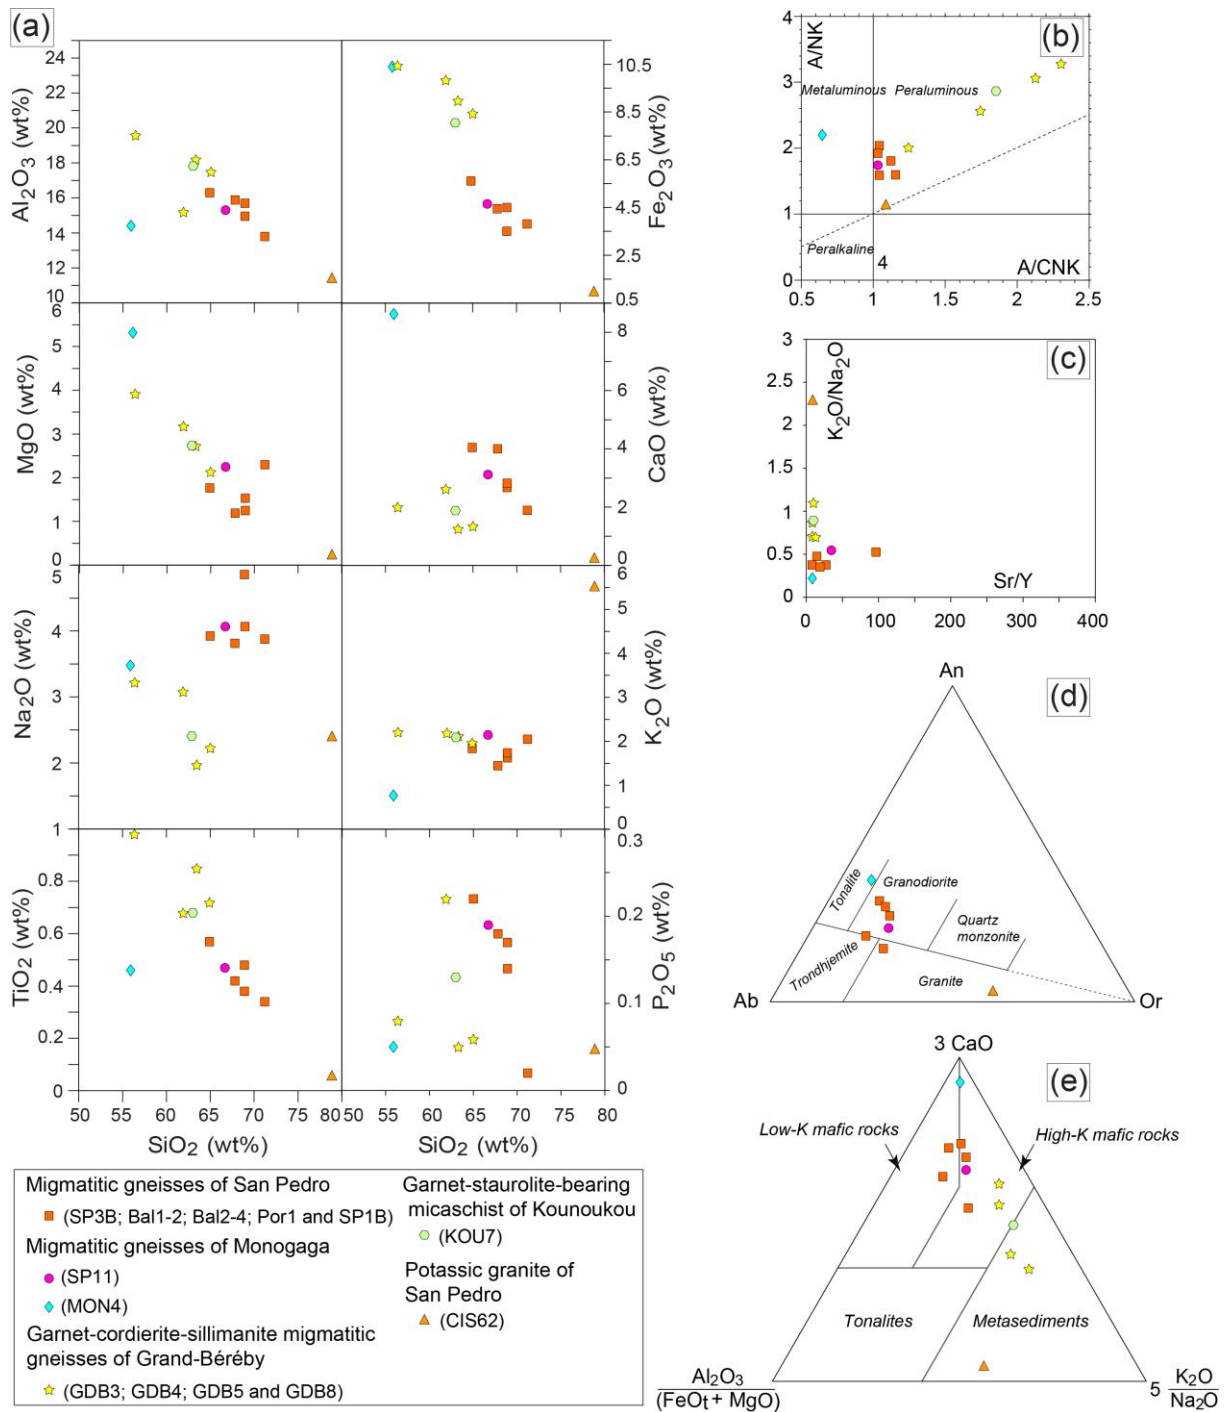 (a)
Al2O3 (wt%)
24
22
20
18
16
14
12
10
10.5
8.5
6.5
4.5
2.5
0.5
Fe2O3 (wt%)
MgO (wt%)
6
5
4
3
2
1
0
8
6
4
2
0
CaO (wt%)
Na2O (wt%)
5
4
3
2
1
6
5
4
3
2
1
0
K2O (wt%)
TiO2 (wt%)
0.8
0.6
0.4
0.2
0
0.3
0.2
0.1
0
P2O5 (wt%)
50 55 60 65 70 75 80
SiO2 (wt%)
50 55 60 65 70 75 80
SiO2 (wt%)
Migmatitic gneisses of San Pedro
(SP3B; Bal1-2; Bal2-4; Por1 and SP1B)
Migmatitic gneisses of Monogaga
(SP11)
(MON4)
Garnet-cordierite-sillimanite migmatitic
gneisses of Grand-Béréby
(GDB3; GDB4; GDB5 and GDB8)
Garnet-staurolite-bearing
micaschist of Kounoukou
(KOU7)
Potassic granite of
San Pedro
(CIS62)
(b)
A/NK
4
3
2
1
0
Metaluminous
Peraluminous
Peralkaline
4
A/CNK
0.5 1 1.5 2 2.5
(c)
K2O/Na2O
3
2.5
2
1.5
1
0.5
0
Sr/Y
0 100 200 300 400
(d)
An
Tonalite
Granodiorite
Quartz
monzonite
Trondhjemite
Granite
Ab
Or
(e)
3 CaO
Low-K mafic rocks
High-K mafic rocks
Tonalites
Metasediments
Al2O3
(FeOt + MgO)
5 K2O
Na2O